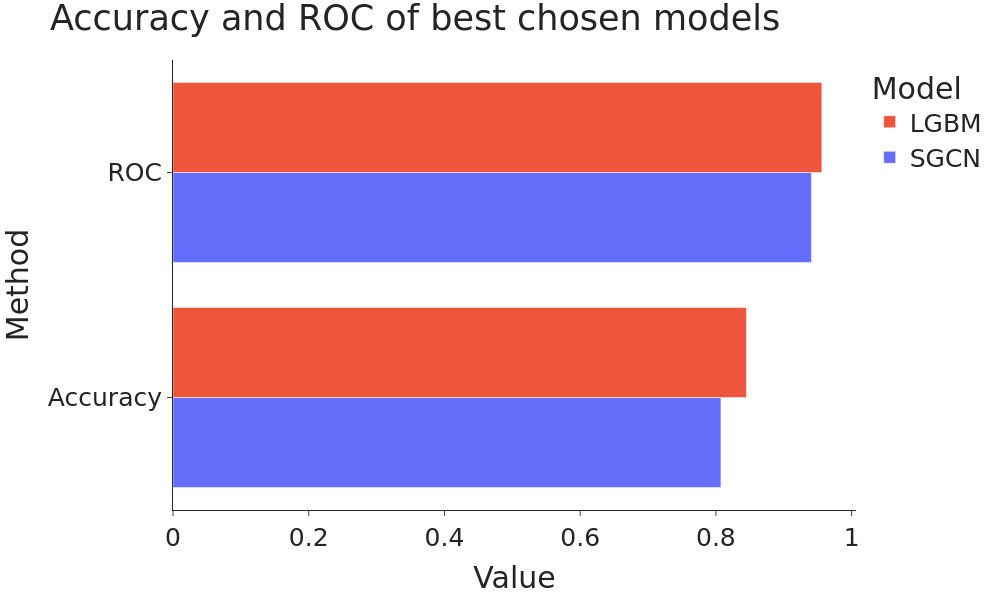 Accuracy and ROC of best chosen models
Model
LGBM
SGCN
Method
ROC
Accuracy
0 0.2 0.4 0.6 0.8 1
Value